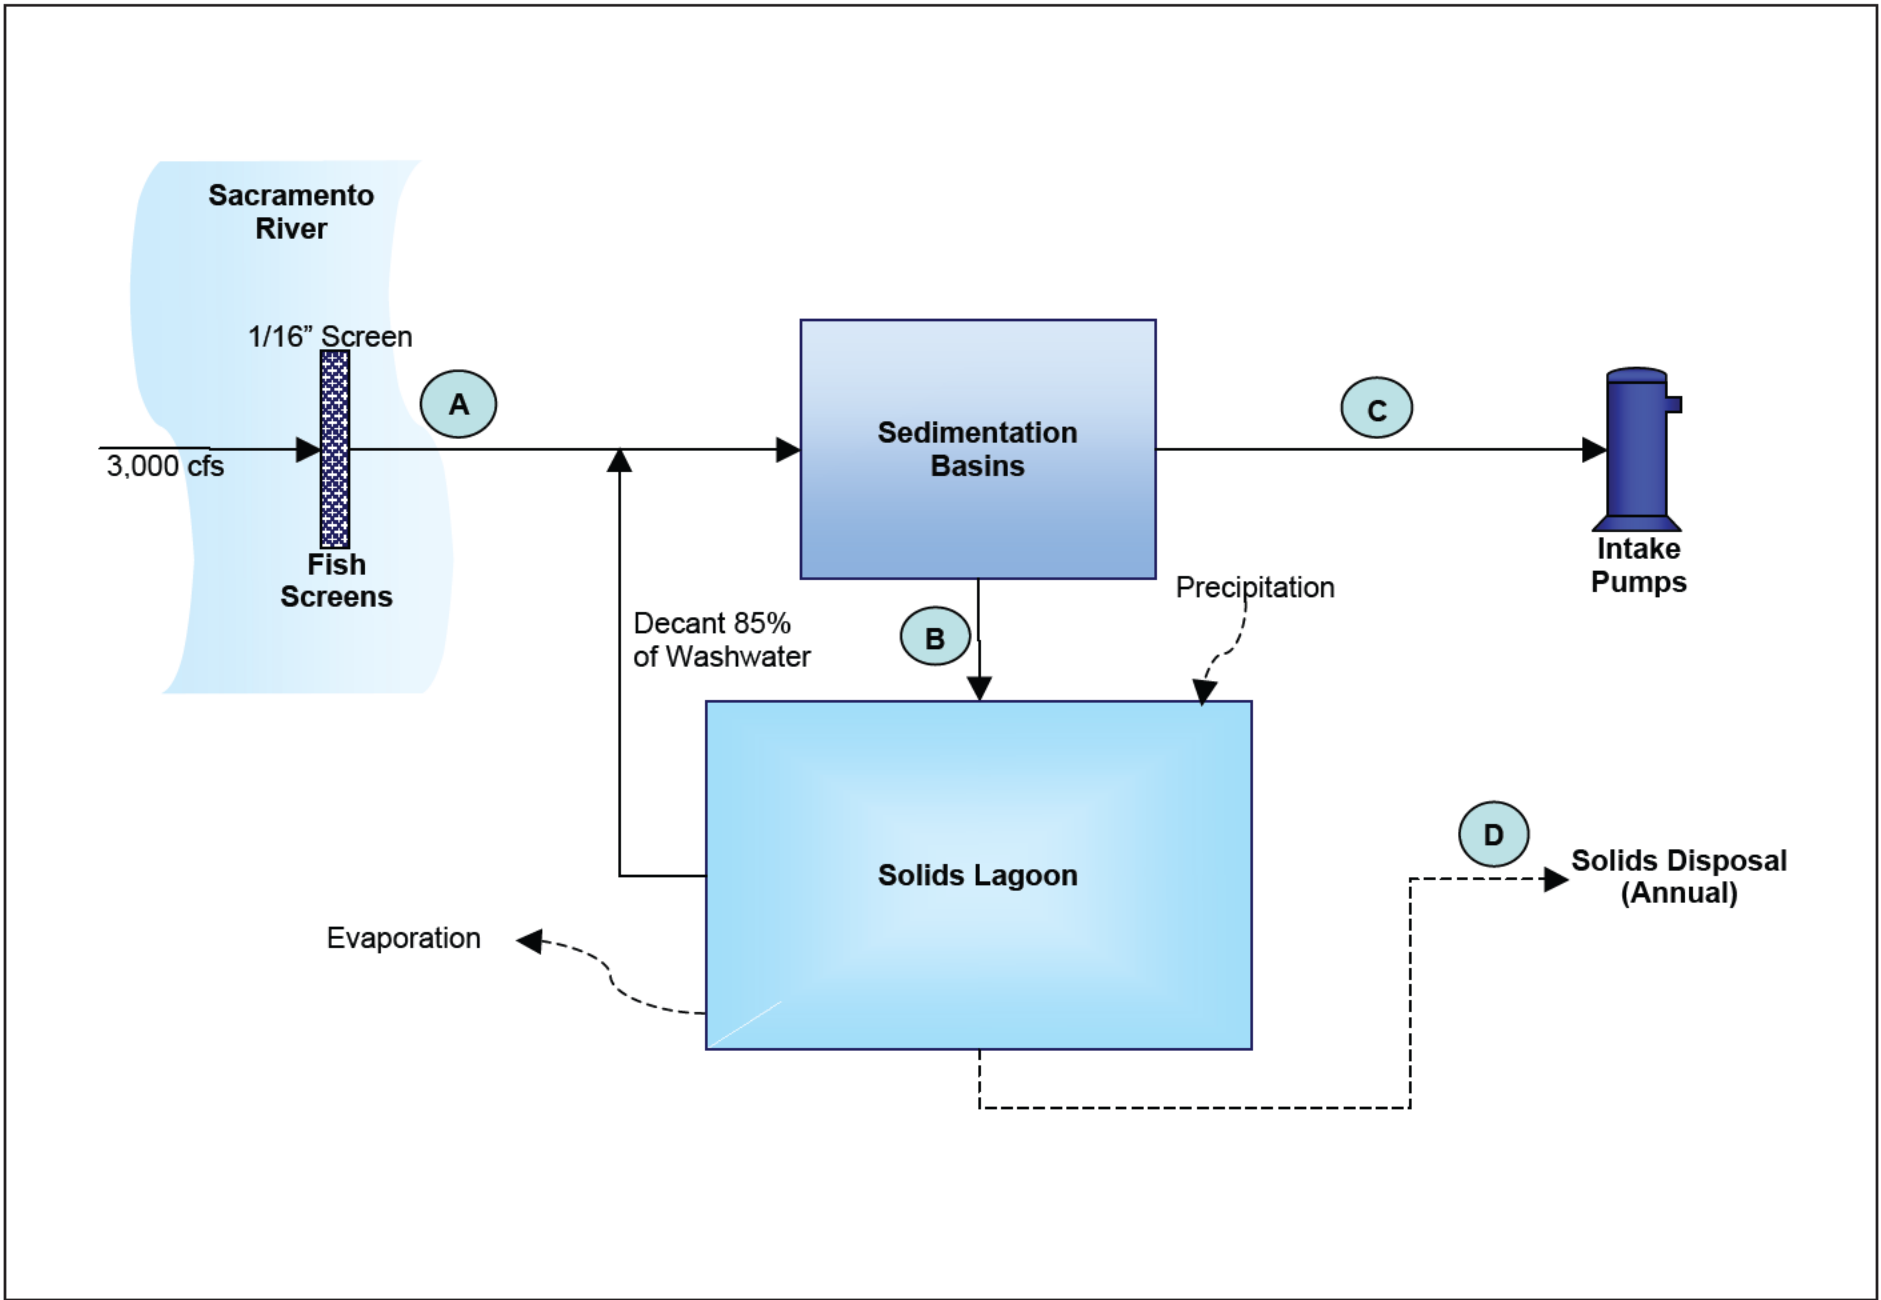 Sacramento
River
1/16” Screen
A
C
3,000 cfs
Sedimentation
Basins
Fish
Screens
Intake
Pumps
Precipitation
Decant 85%
of Washwater
B
D
Solids Disposal
(Annual)
Solids Lagoon
Evaporation